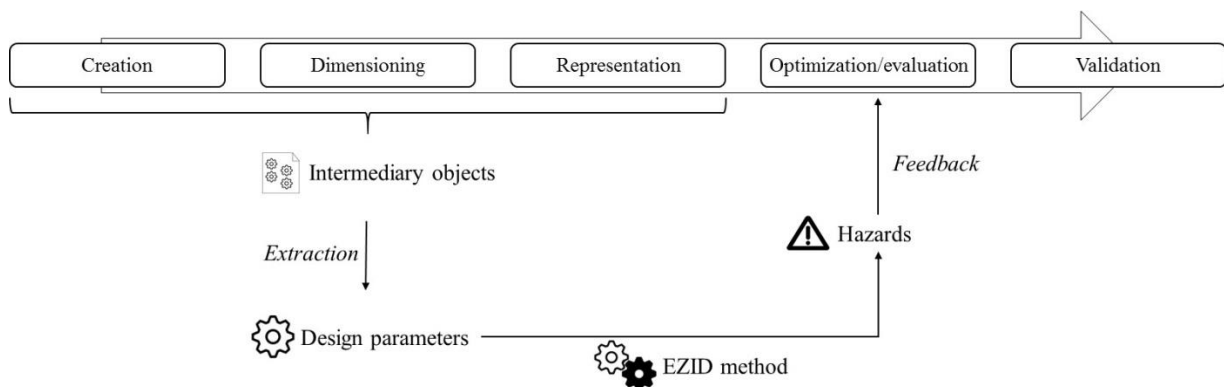 Creation
Dimensioning
Representation
Optimization/evaluation
Validation
Intermediary objects
Feedback
Hazards
Extraction
Design parameters
EZID method